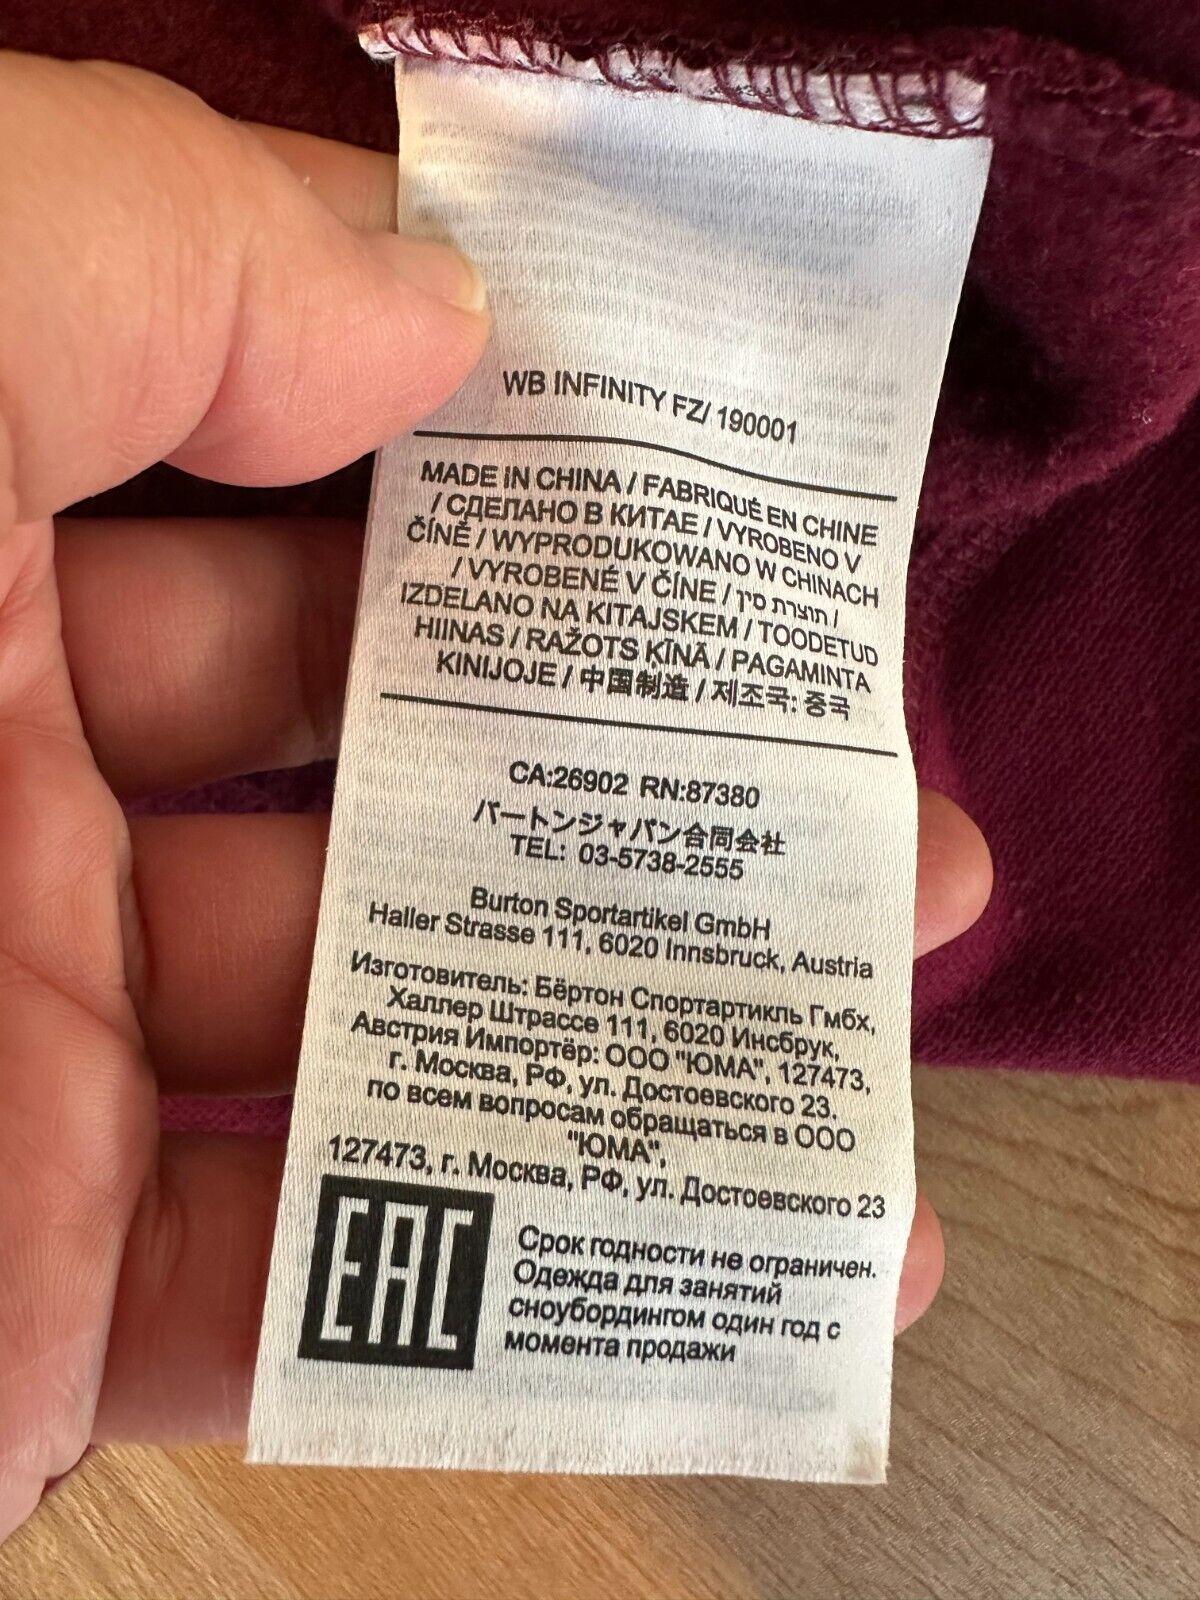 WB INFINITY FZ/ 190001
MADE IN CHINA / FABRIQUÉ EN CHINE
/ СДЕЛАНО В КИТАЕ / VYROBENO V
ČÍNĚ / WYPRODUKOWANO W CHINACH
/ VYROBENÉ V ČÍNE / תוצרת סין /
IZDELANO NA KITAJSKEM / TOODETUD
HIINAS / RAŽOTS ĶĪNĀ / PAGAMINTA
KINIJOJE / 中国制造 / 제조국: 중국
CA:26902 RN:87380
バートンジャパン合同会社
TEL: 03-5738-2555
Burton Sportartikel GmbH
Haller Strasse 111, 6020 Innsbruck, Austria
Изготовитель: Бёртон Спортартикль Гмбх,
Халлер Штрассе 111, 6020 Инсбрук,
Австрия Импортёр: ООО "ЮМА", 127473,
г. Москва, РФ, ул. Достоевского 23.
по всем вопросам обращаться в ООО
"ЮМА",
127473, г. Москва, РФ, ул. Достоевского 23
EAC
Срок годности не ограничен.
Одежда для занятий
сноубордингом один год с
момента продажи